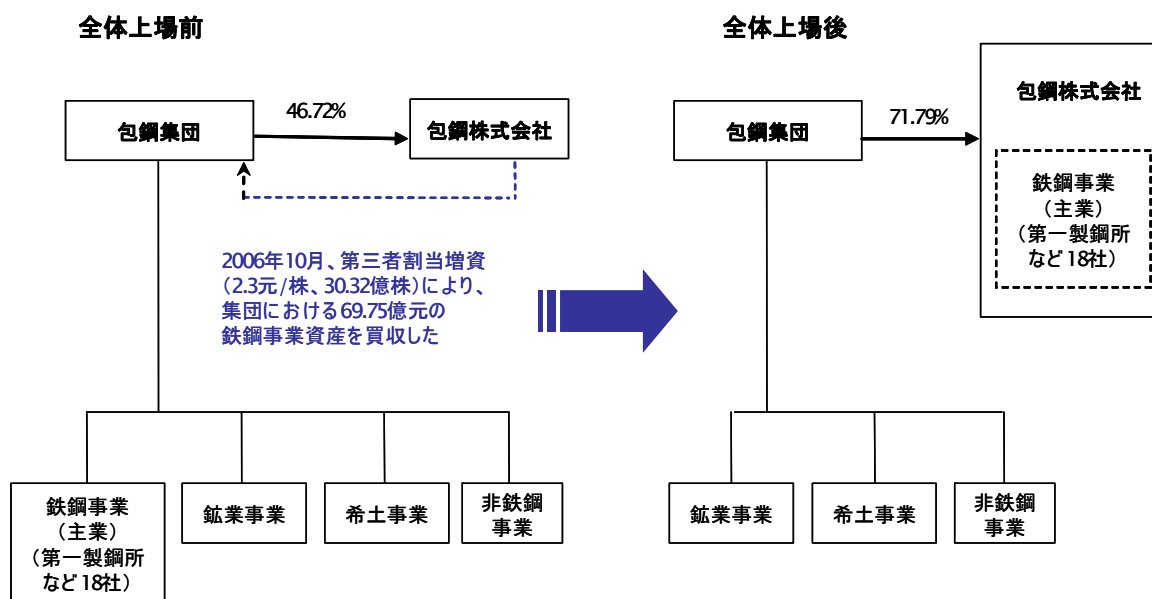 全体上場前
包鋼集団
46.72%
包鋼株式会社
2006年10月、第三者割当増資
(2.3元/株、30.32億株)により、
集団における69.75億元の
鉄鋼事業資産を買収した
鉄鋼事業
(主業)
(第一製鋼所
など18社)
鉱業事業
希土事業
非鉄鋼
事業
全体上場後
包鋼集団
71.79%
包鋼株式会社
鉄鋼事業
(主業)
(第一製鋼所
など18社)
鉱業事業
希土事業
非鉄鋼
事業